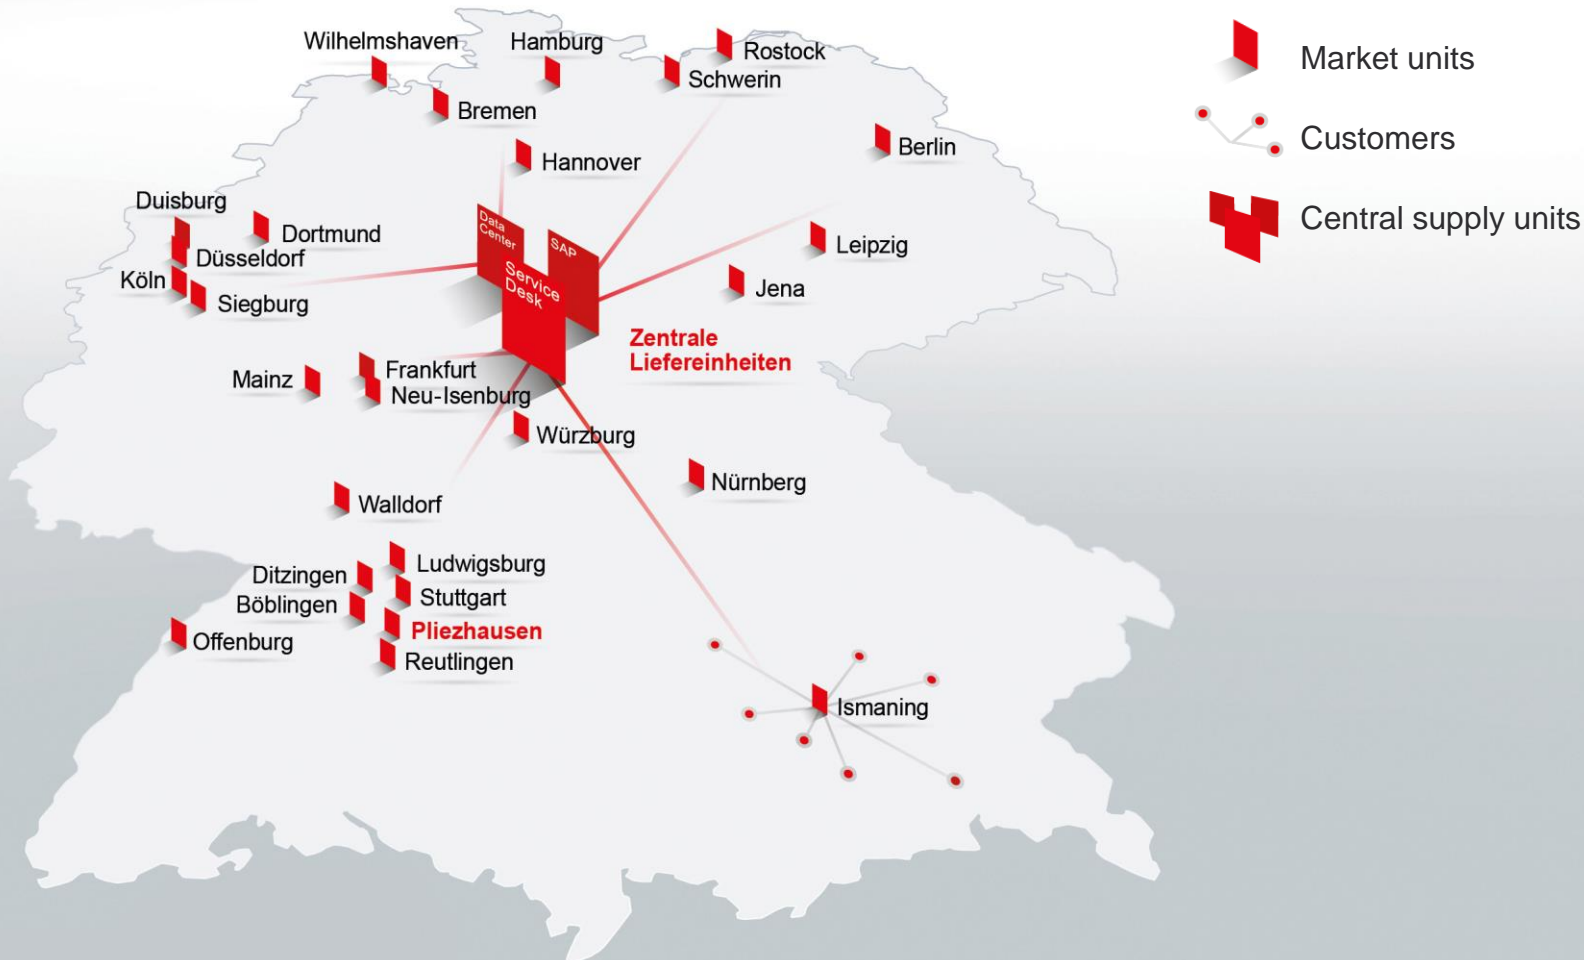 Wilhelmshaven
Hamburg
Rostock
Schwerin
Bremen
Hannover
Berlin
Duisburg
Dortmund
Düsseldorf
Köln
Siegburg
Data
Center
SAP
Service
Desk
Leipzig
Jena
Zentrale
Liefereinheiten
Mainz
Frankfurt
Neu-Isenburg
Würzburg
Nürnberg
Walldorf
Ludwigsburg
Ditzingen
Stuttgart
Böblingen
Pliezhausen
Offenburg
Reutlingen
Ismaning
Market units
Customers
Central supply units